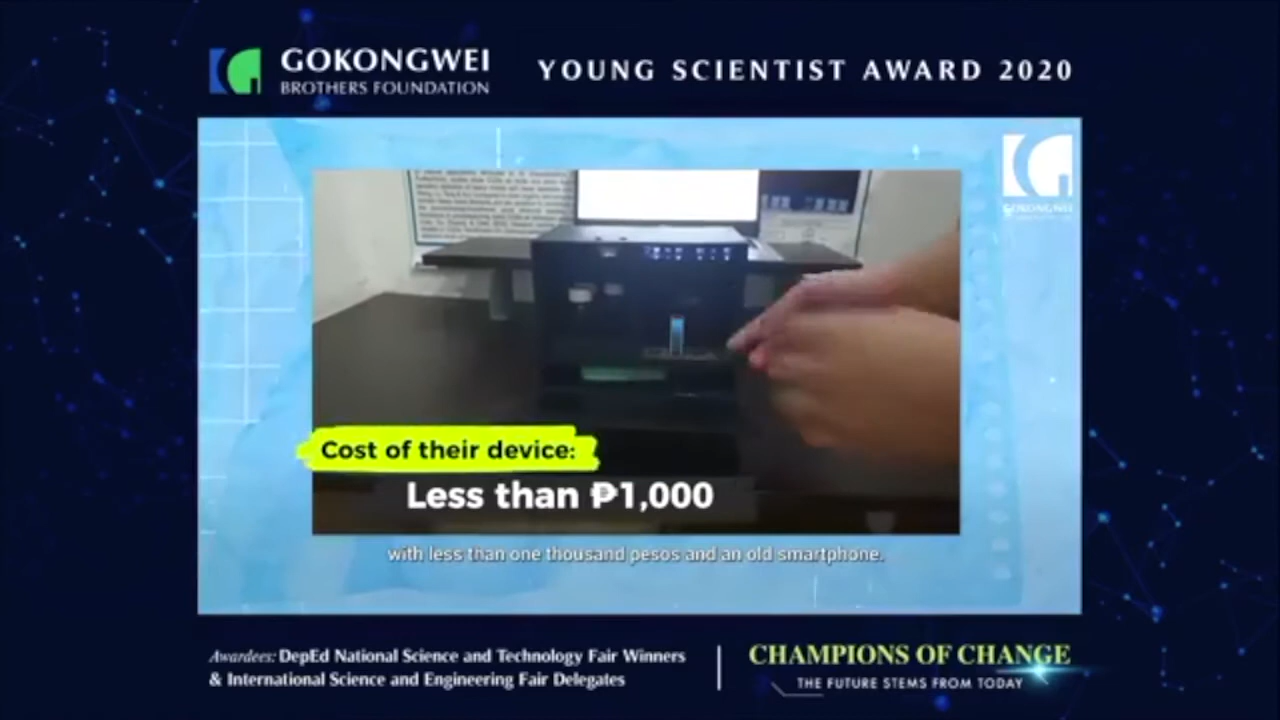 GOKONGWEI
BROTHERS FOUNDATION
YOUNG SCIENTIST AWARD 2020
GOKONGWEI
Cost of their device:
Less than ₱1,000
with less than one thousand pesos and an old smartphone.
Awardees: DepEd National Science and Technology Fair Winners
& International Science and Engineering Fair Delegates
CHAMPIONS OF CHANGE
THE FUTURE STEMS FROM TODAY